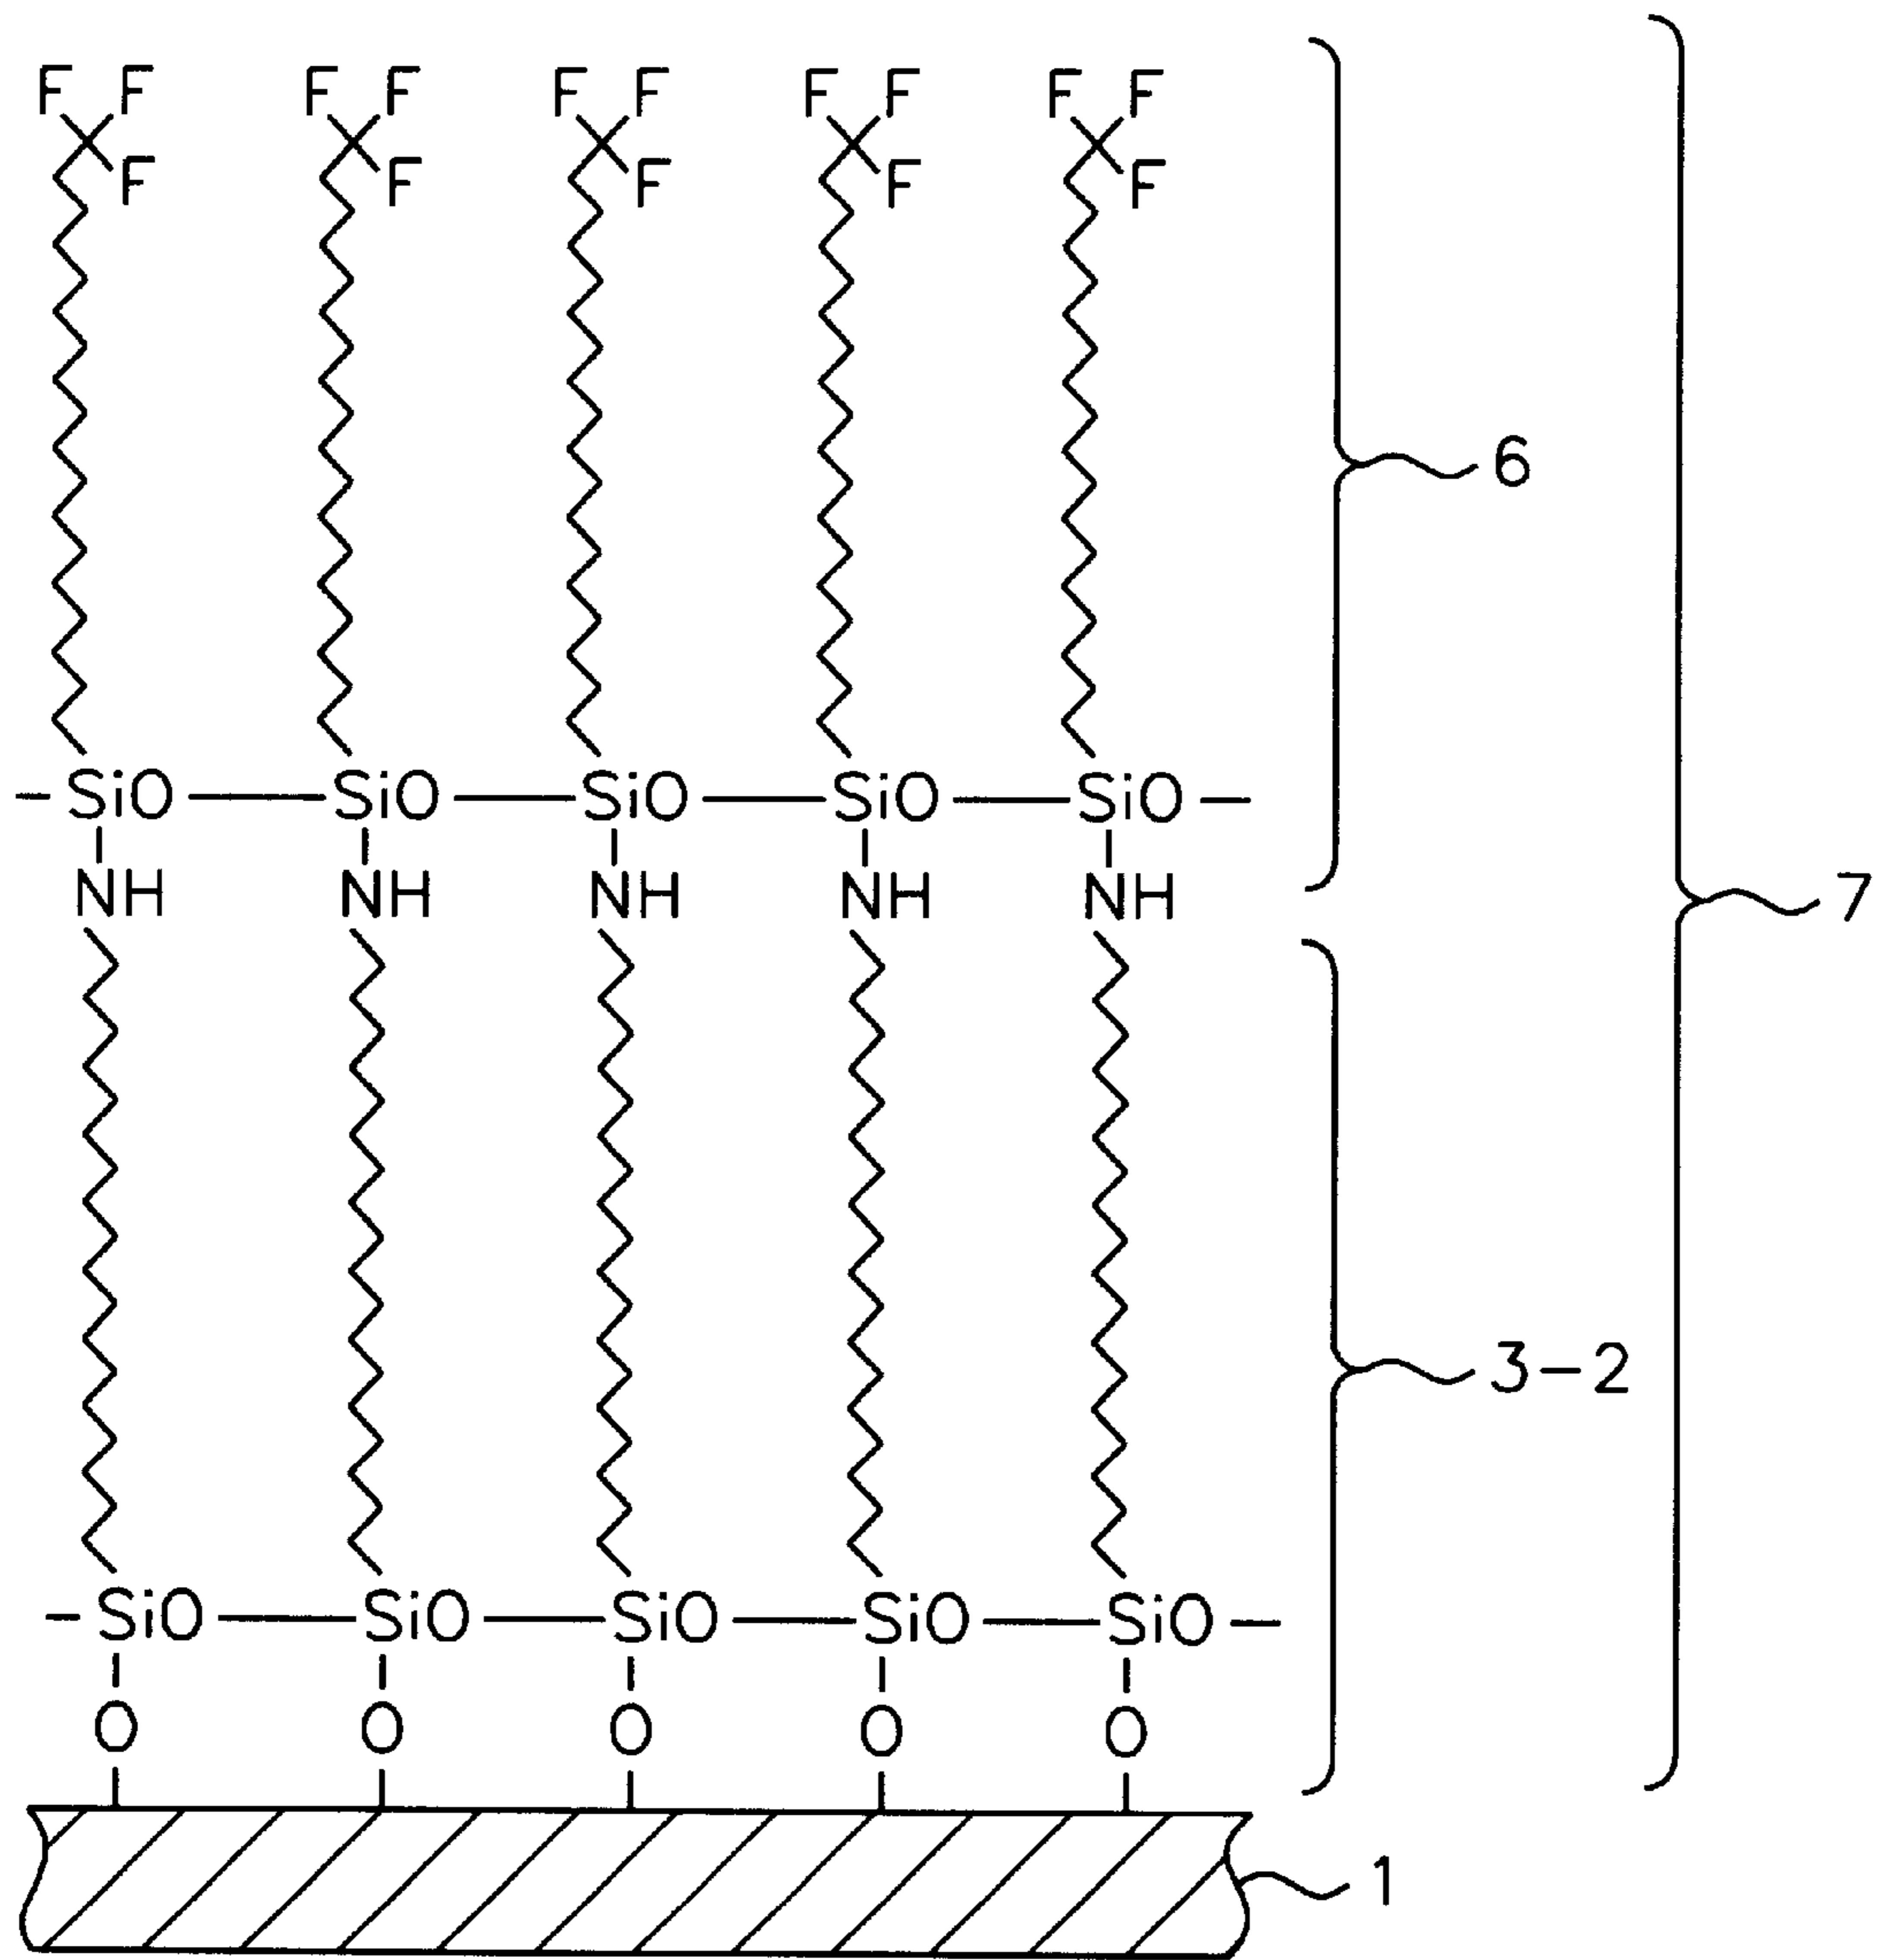 F F F F F F F F F F
F F F F F
6
- SiO — SiO — SiO — SiO — SiO -
NH NH NH NH NH
7
3-2
- SiO — SiO — SiO — SiO — SiO -
O O O O O
1